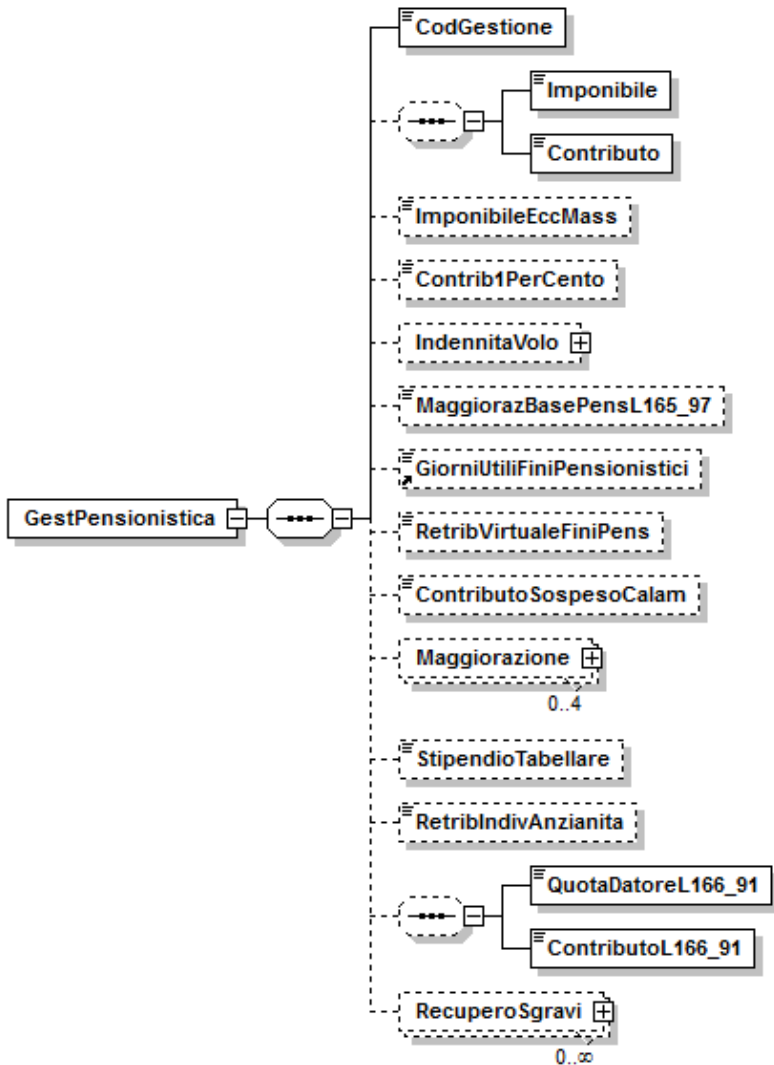 CodGestione
Imponibile
Contributo
ImponibileEccMass
Contrib1PerCento
IndennitaVolo
MaggiorazBasePensL165_97
GiorniUtiliFiniPensionistici
GestPensionistica
RetribVirtualeFiniPens
ContributoSospesoCalam
Maggiorazione
0..4
StipendioTabellare
RetribIndivAnzianita
QuotaDatoreL166_91
ContributoL166_91
RecuperoSgravi
0..∞